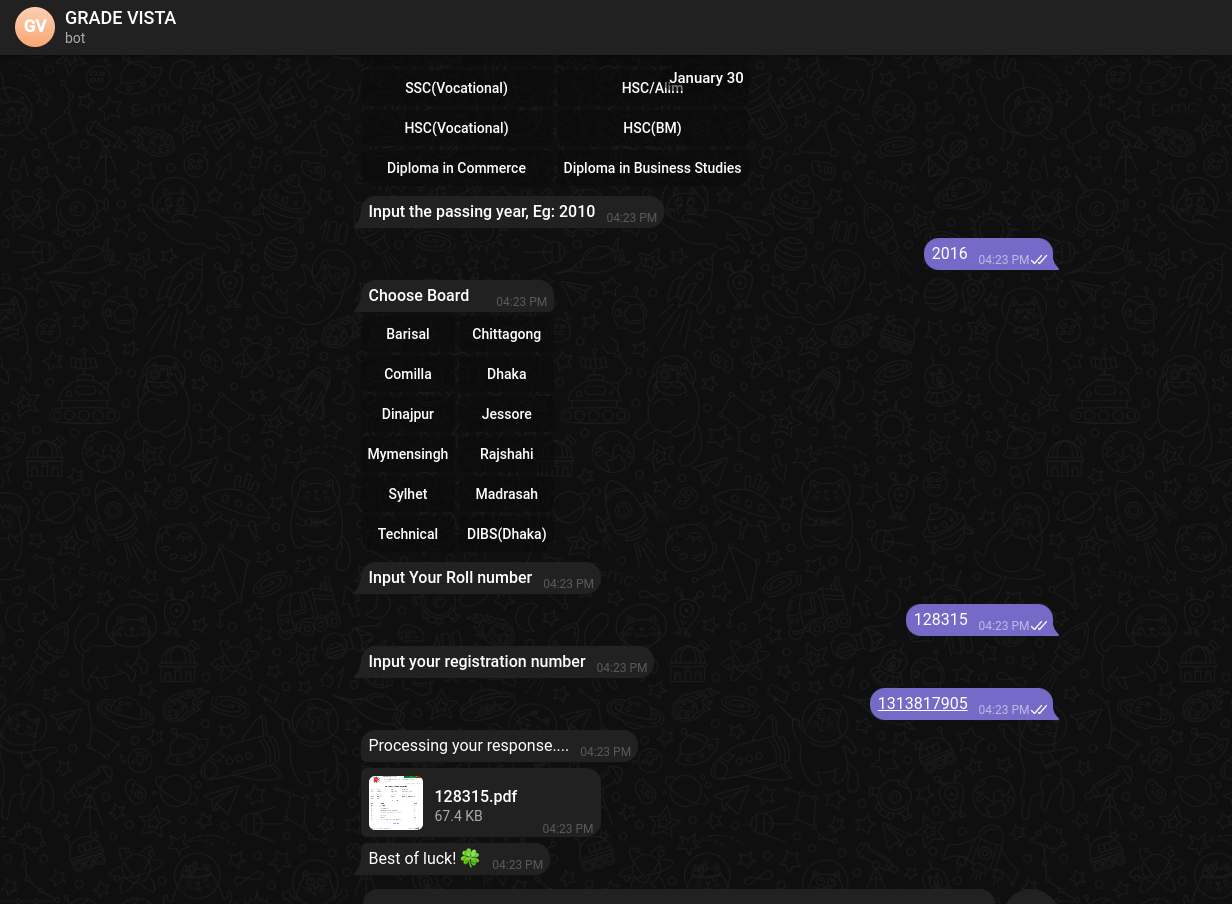 GV
GRADE VISTA
bot
January 30
SSC(Vocational) HSC/Alim
HSC(Vocational) HSC(BM)
Diploma in Commerce Diploma in Business Studies
Input the passing year, Eg: 2010 04:23 PM
2016 04:23 PM
Choose Board 04:23 PM
Barisal Chittagong
Comilla Dhaka
Dinajpur Jessore
Mymensingh Rajshahi
Sylhet Madrasah
Technical DIBS(Dhaka)
Input Your Roll number 04:23 PM
128315 04:23 PM
Input your registration number 04:23 PM
1313817905 04:23 PM
Processing your response.... 04:23 PM
128315.pdf
67.4 KB
04:23 PM
Best of luck! 🍀 04:23 PM